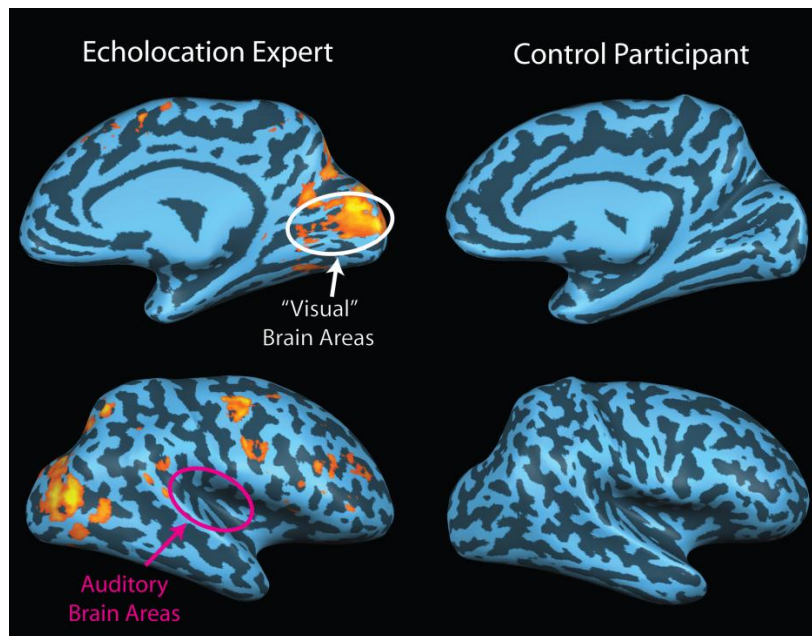 Echolocation Expert
Control Participant
“Visual”
Brain Areas
Auditory
Brain Areas